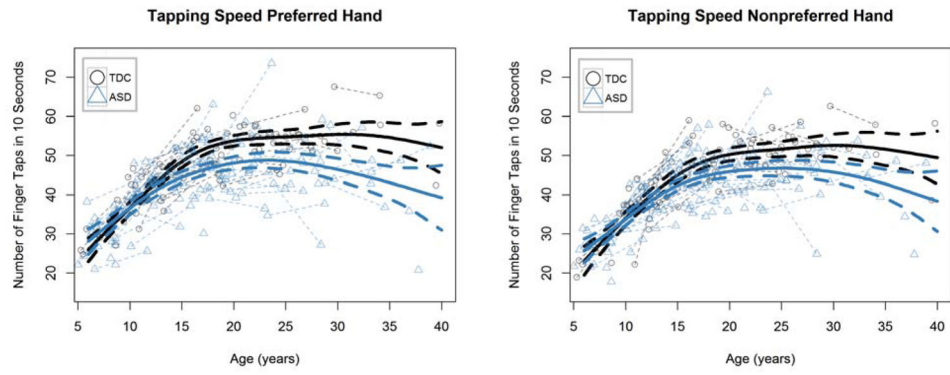 Tapping Speed Preferred Hand
Number of Finger Taps in 10 Seconds
70
60
50
40
30
20
TDC
ASD
5 10 15 20 25 30 35 40
Age (years)
Tapping Speed Nonpreferred Hand
Number of Finger Taps in 10 Seconds
70
60
50
40
30
20
TDC
ASD
5 10 15 20 25 30 35 40
Age (years)